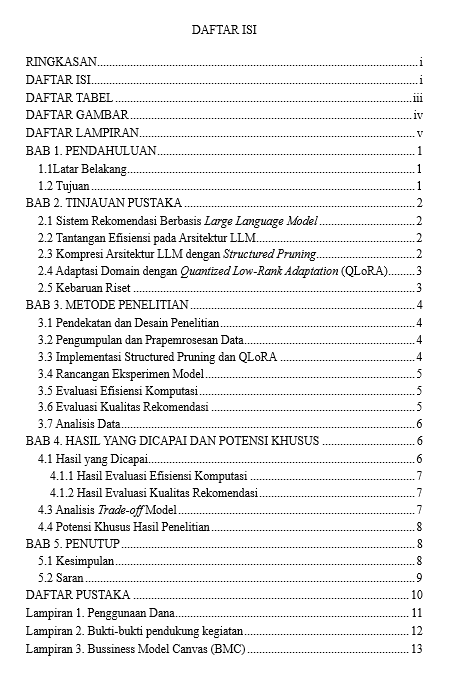 DAFTAR ISI
RINGKASAN.......... i
DAFTAR ISI.......... i
DAFTAR TABEL.......... iii
DAFTAR GAMBAR.......... iv
DAFTAR LAMPIRAN.......... v
BAB 1. PENDAHULUAN.......... 1
1.1Latar Belakang.......... 1
1.2 Tujuan.......... 1
BAB 2. TINJAUAN PUSTAKA.......... 2
2.1 Sistem Rekomendasi Berbasis Large Language Model.......... 2
2.2 Tantangan Efisiensi pada Arsitektur LLM.......... 2
2.3 Kompresi Arsitektur LLM dengan Structured Pruning.......... 2
2.4 Adaptasi Domain dengan Quantized Low-Rank Adaptation (QLoRA).......... 3
2.5 Kebaruan Riset.......... 3
BAB 3. METODE PENELITIAN.......... 4
3.1 Pendekatan dan Desain Penelitian.......... 4
3.2 Pengumpulan dan Prapemrosesan Data.......... 4
3.3 Implementasi Structured Pruning dan QLoRA.......... 4
3.4 Rancangan Eksperimen Model.......... 5
3.5 Evaluasi Efisiensi Komputasi.......... 5
3.6 Evaluasi Kualitas Rekomendasi.......... 5
3.7 Analisis Data.......... 6
BAB 4. HASIL YANG DICAPAI DAN POTENSI KHUSUS.......... 6
4.1 Hasil yang Dicapai.......... 6
4.1.1 Hasil Evaluasi Efisiensi Komputasi.......... 7
4.1.2 Hasil Evaluasi Kualitas Rekomendasi.......... 7
4.3 Analisis Trade-off Model.......... 7
4.4 Potensi Khusus Hasil Penelitian.......... 8
BAB 5. PENUTUP.......... 8
5.1 Kesimpulan.......... 8
5.2 Saran.......... 9
DAFTAR PUSTAKA.......... 10
Lampiran 1. Penggunaan Dana.......... 11
Lampiran 2. Bukti-bukti pendukung kegiatan.......... 12
Lampiran 3. Bussiness Model Canvas (BMC).......... 13